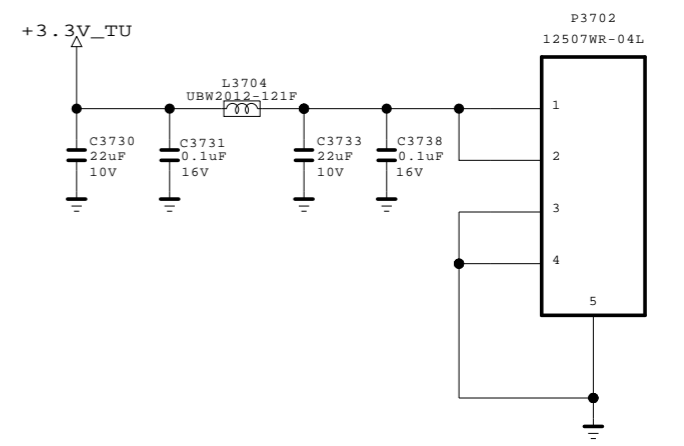 P3702
12507WR-04L
+3.3V_TU
L3704
UBW2012-121F
1
C3730
22uF
10V
C3731
0.1uF
16V
C3733
22uF
10V
C3738
0.1uF
16V
2
3
4
5